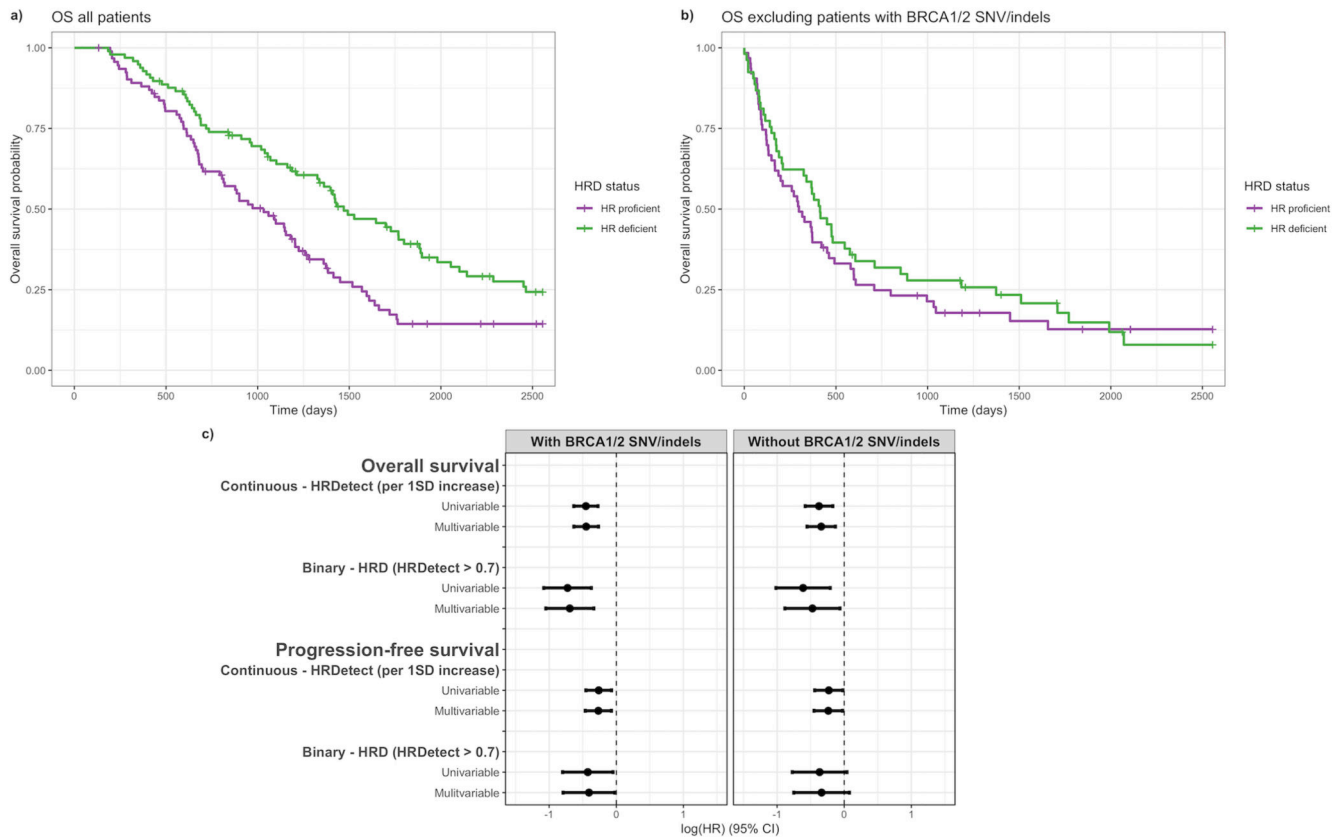 a) OS all patients
1.00
0.75
0.50
0.25
0.00
Overall survival probability
0 500 1000 1500 2000 2500
Time (days)
HRD status
HR proficient
HR deficient
b) OS excluding patients with BRCA1/2 SNV/indels
1.00
0.75
0.50
0.25
0.00
Overall survival probability
0 500 1000 1500 2000 2500
Time (days)
HRD status
HR proficient
HR deficient
c)
With BRCA1/2 SNV/indels Without BRCA1/2 SNV/indels
Overall survival
Continuous - HRDetect (per 1SD increase)
Univariable
Multivariable
Binary - HRD (HRDetect > 0.7)
Univariable
Multivariable
Progression-free survival
Continuous - HRDetect (per 1SD increase)
Univariable
Multivariable
Binary - HRD (HRDetect > 0.7)
Univariable
Mulitvariable
-1 0 1 -1 0 1
log(HR) (95% CI)